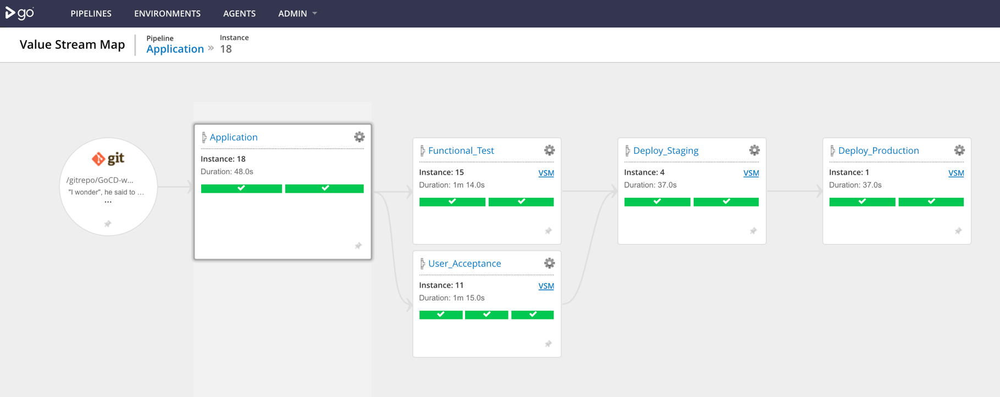 go
PIPELINES
ENVIRONMENTS
AGENTS
ADMIN
Value Stream Map
Pipeline
Application »
Instance
18
git
/gitrepo/GoCD-w...
"I wonder", he said to ...
...
Application
Instance: 18
Duration: 48.0s
Functional_Test
Instance: 15
VSM
Duration: 1m 14.0s
User_Acceptance
Instance: 11
VSM
Duration: 1m 15.0s
Deploy_Staging
Instance: 4
VSM
Duration: 37.0s
Deploy_Production
Instance: 1
VSM
Duration: 37.0s